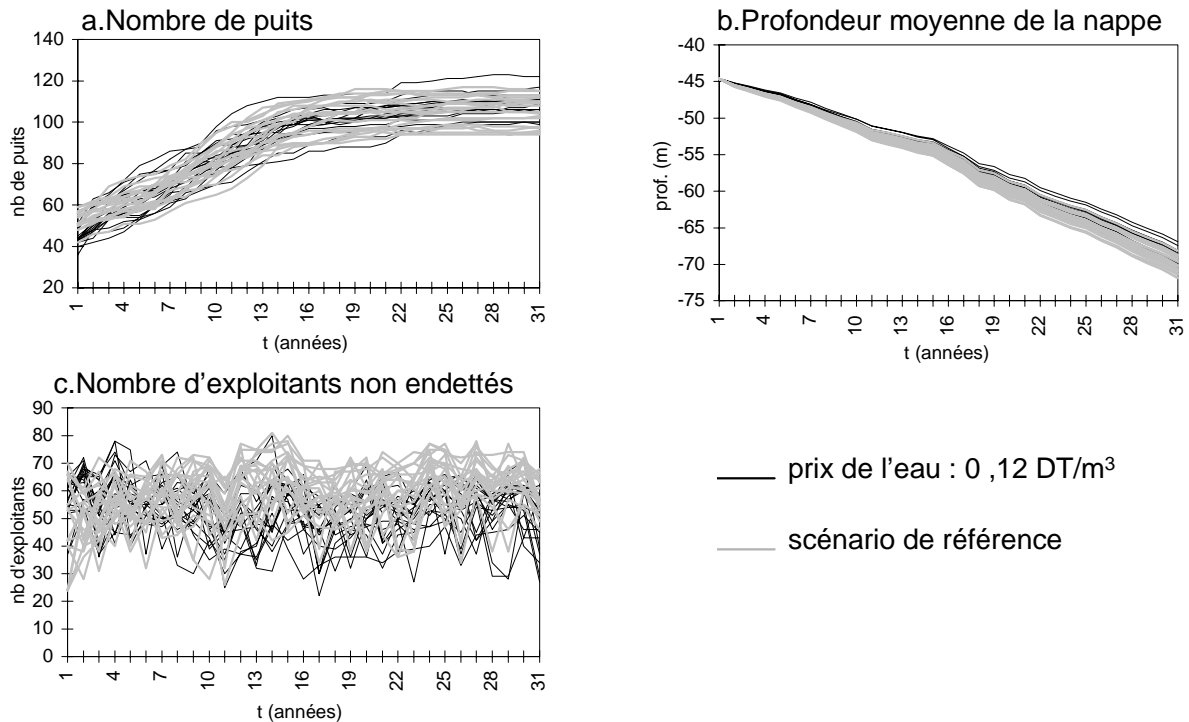 a.Nombre de puits
140
120
100
80
60
40
20
nb de puits
1 4 7 10 13 16 19 22 25 28 31
t (années)
b.Profondeur moyenne de la nappe
-40
-45
-50
-55
-60
-65
-70
-75
prof. (m)
1 4 7 10 13 16 19 22 25 28 31
t (années)
c.Nombre d'exploitants non endettés
90
80
70
60
50
40
30
20
10
0
nb d'exploitants
1 4 7 10 13 16 19 22 25 28 31
t (années)
prix de l'eau : 0 ,12 DT/m³
scénario de référence